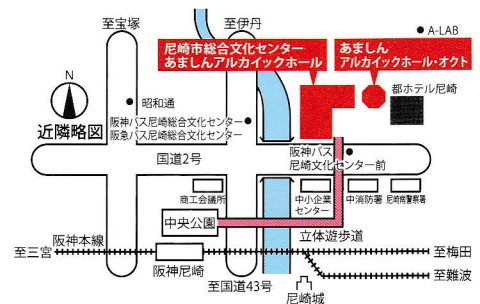 至宝塚
至伊丹
A-LAB
尼崎市総合文化センター
あましんアルカイックホール
あましん
アルカイックホール・オクト
N
近隣略図
昭和通
阪神バス尼崎総合文化センター
阪急バス尼崎総合文化センター
都ホテル尼崎
国道2号
阪神バス
尼崎文化センター前
商工会議所
中小企業
センター
中消防署
尼崎南警察署
中央公園
立体遊歩道
至三宮
阪神本線
阪神尼崎
至梅田
至国道43号
尼崎城
至難波